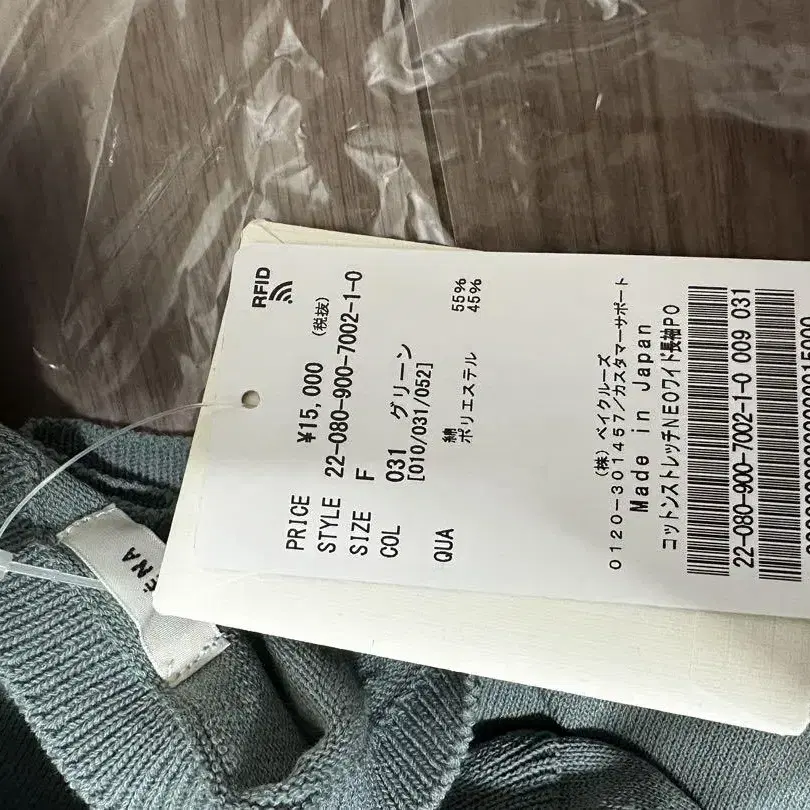 RFID
PRICE ¥15,000 (税抜)
STYLE 22-080-900-7002-1-0
SIZE F
COL 031 グリーン
[010/031/052]
QUA 綿 55%
ポリエステル 45%
(株) ベイクルーズ
0120-301457/カスタマーサポート
Made in Japan
コットンストレッチNEOワイド長袖PO
22-080-900-7002-1-0 009 031
ÉNA